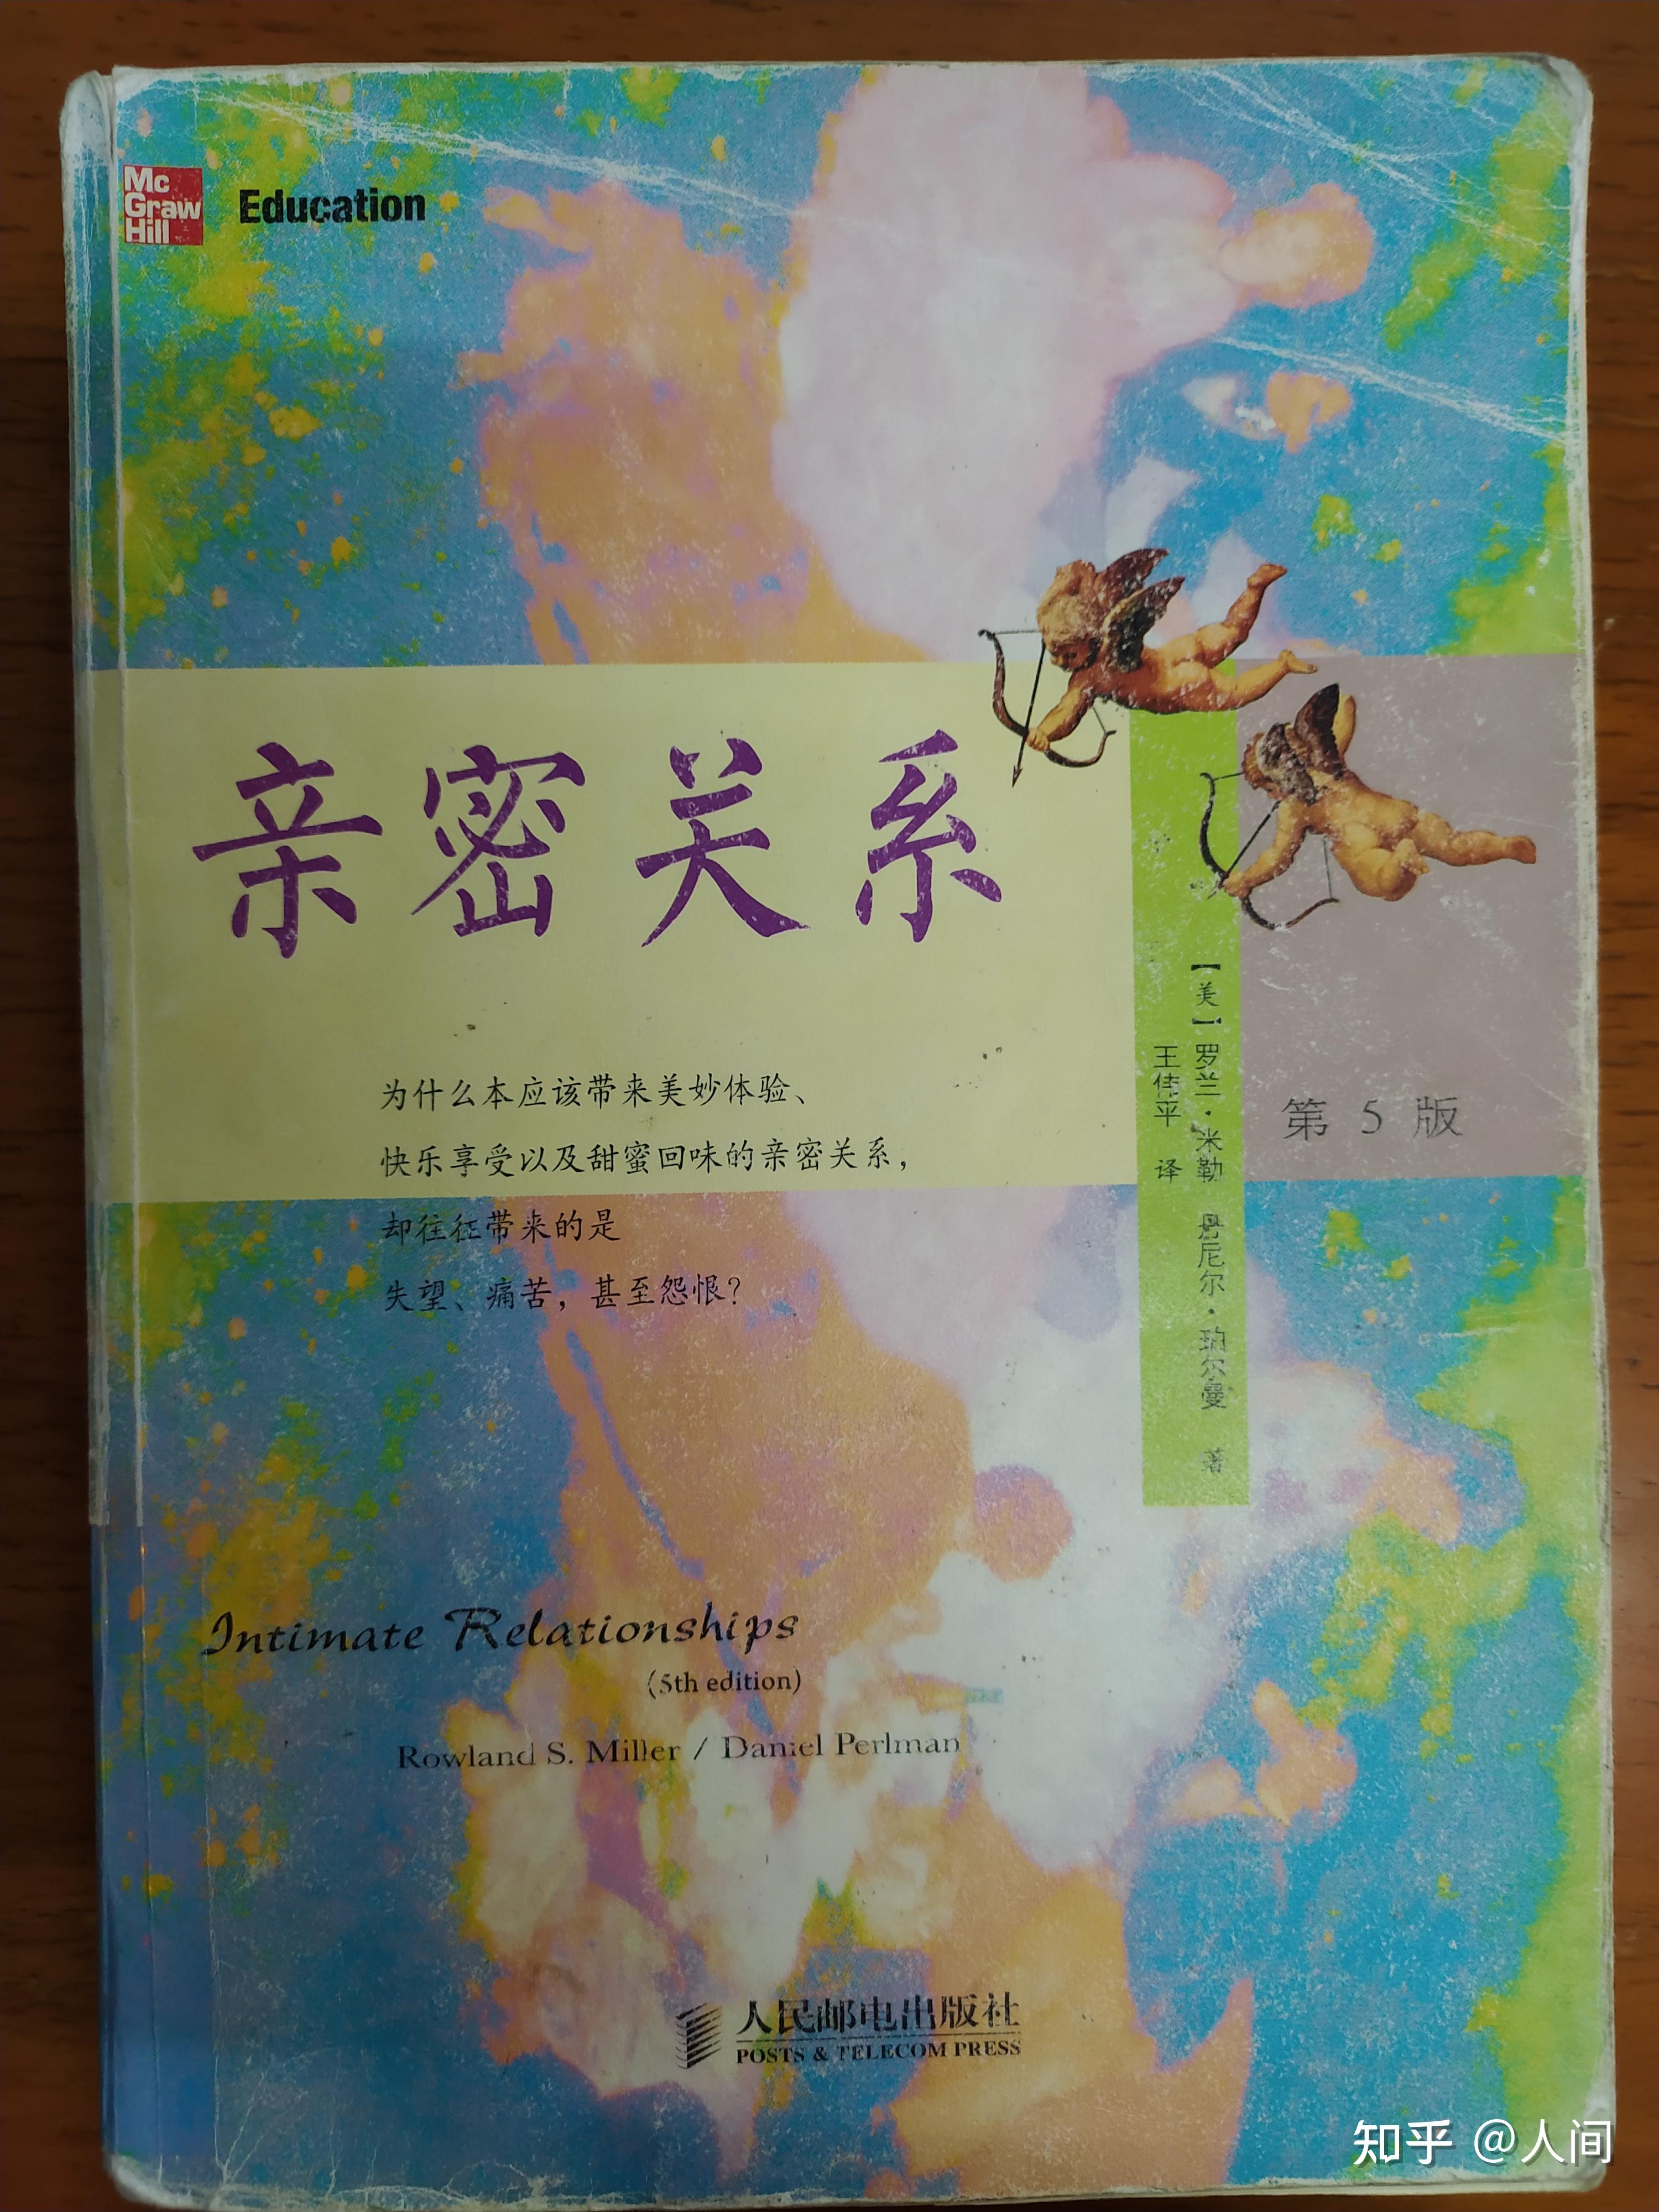 Mc
Graw
Hill
Education
亲密关系
为什么本应该带来美妙体验、
快乐享受以及甜蜜回味的亲密关系，
却往往带来的是
失望、痛苦，甚至怨恨？
【美】罗兰·米勒 丹尼尔·珀尔曼 著
王伟平 译
第 5 版
Intimate Relationships
(5th edition)
Rowland S. Miller / Daniel Perlman
人民邮电出版社
POSTS & TELECOM PRESS
知乎 @人间